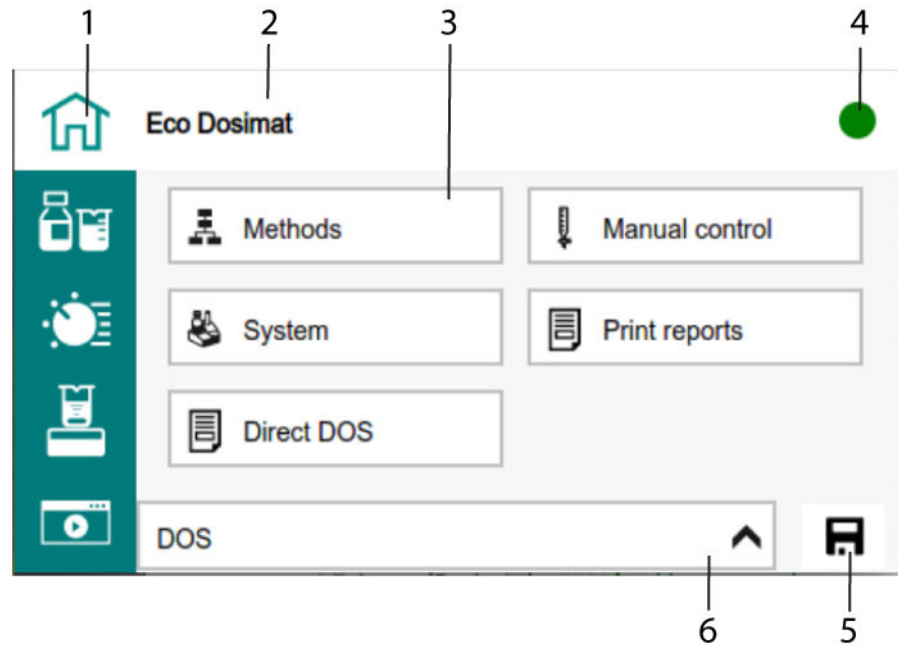 1 2 3 4
Eco Dosimat
Methods Manual control
System Print reports
Direct DOS
DOS
6 5